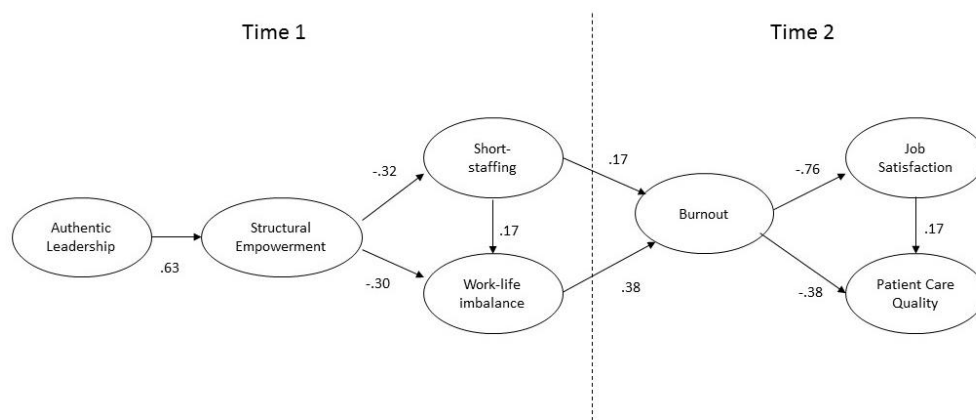 Time 1
Time 2
Short-
staffing
.17
-.76
Job
Satisfaction
-.32
Authentic
Leadership
.63
Structural
Empowerment
.17
Burnout
.17
-.30
Work-life
imbalance
.38
-.38
Patient Care
Quality